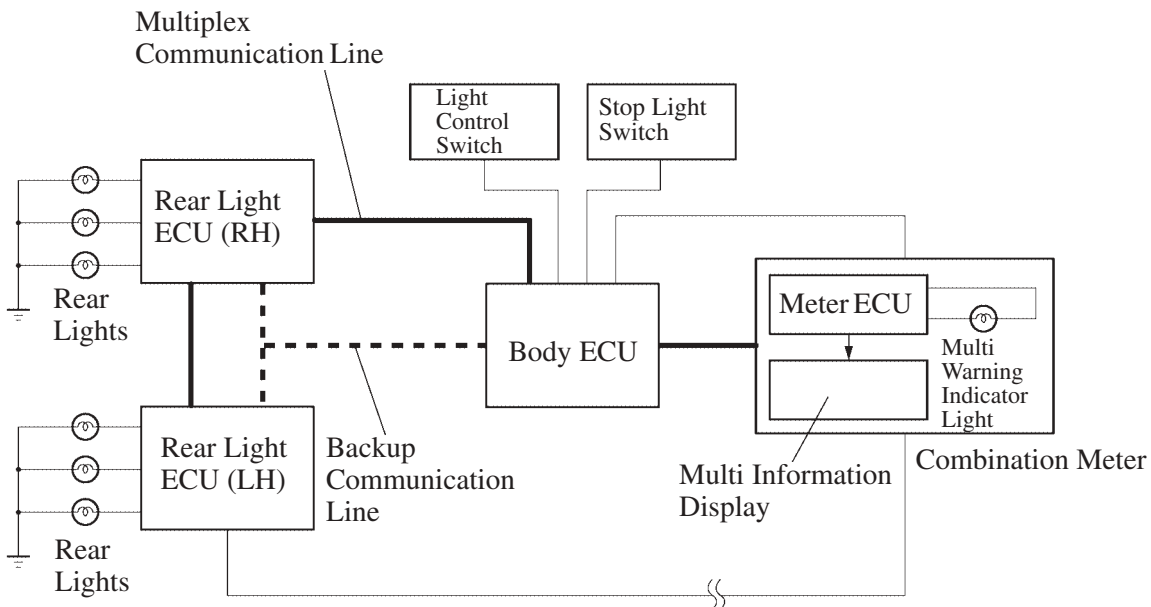 Multiplex
Communication Line
Light
Control
Switch
Stop Light
Switch
Rear Light
ECU (RH)
Rear
Lights
Meter ECU
Body ECU
Multi
Warning
Indicator
Light
Rear Light
ECU (LH)
Backup
Communication
Line
Multi Information
Display
Combination Meter
Rear
Lights